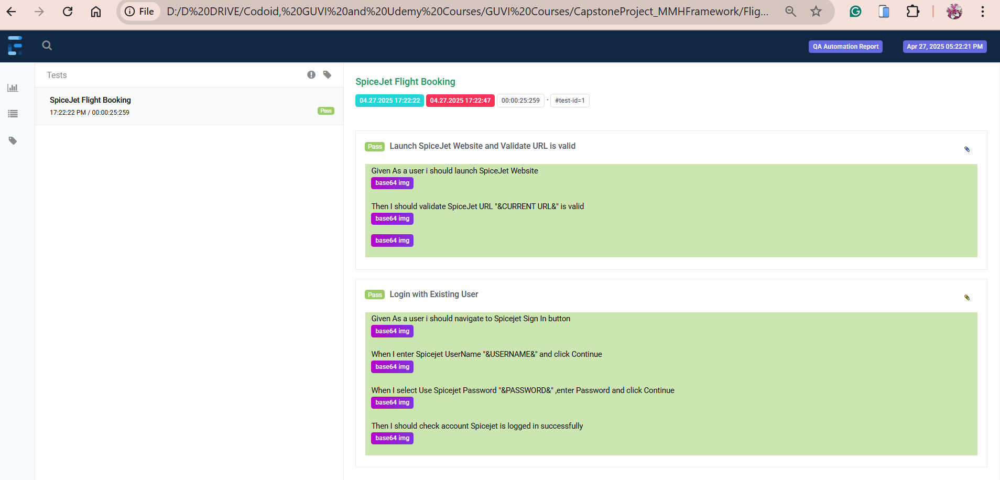 File
D:/D%20DRIVE/Codoid,%20GUVI%20and%20Udemy%20Courses/GUVI%20Courses/CapstoneProject_MMHFramework/Flig...
QA Automation Report
Apr 27, 2025 05:22:21 PM
Tests
SpiceJet Flight Booking
17:22:22 PM / 00:00:25:259
Pass
SpiceJet Flight Booking
04.27.2025 17:22:22 04.27.2025 17:22:47 00:00:25:259 · #test-id=1
Pass Launch SpiceJet Website and Validate URL is valid
Given As a user i should launch SpiceJet Website
base64 img
Then I should validate SpiceJet URL "&CURRENT URL&" is valid
base64 img
base64 img
Pass Login with Existing User
Given As a user i should navigate to Spicejet Sign In button
base64 img
When I enter Spicejet UserName "&USERNAME&" and click Continue
base64 img
When I select Use Spicejet Password "&PASSWORD&" ,enter Password and click Continue
base64 img
Then I should check account Spicejet is logged in successfully
base64 img